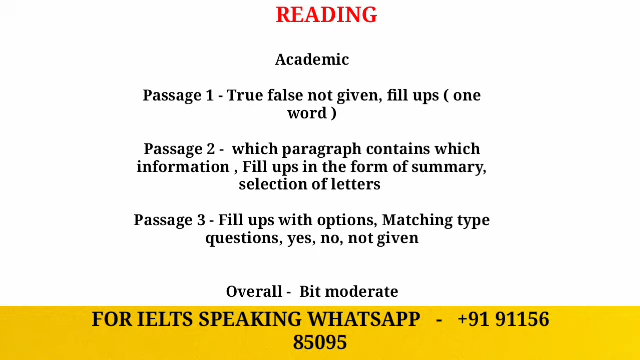 READING
Academic
Passage 1 - True false not given, fill ups ( one
word )
Passage 2 - which paragraph contains which
information , Fill ups in the form of summary,
selection of letters
Passage 3 - Fill ups with options, Matching type
questions, yes, no, not given
Overall - Bit moderate
FOR IELTS SPEAKING WHATSAPP - +91 91156
85095